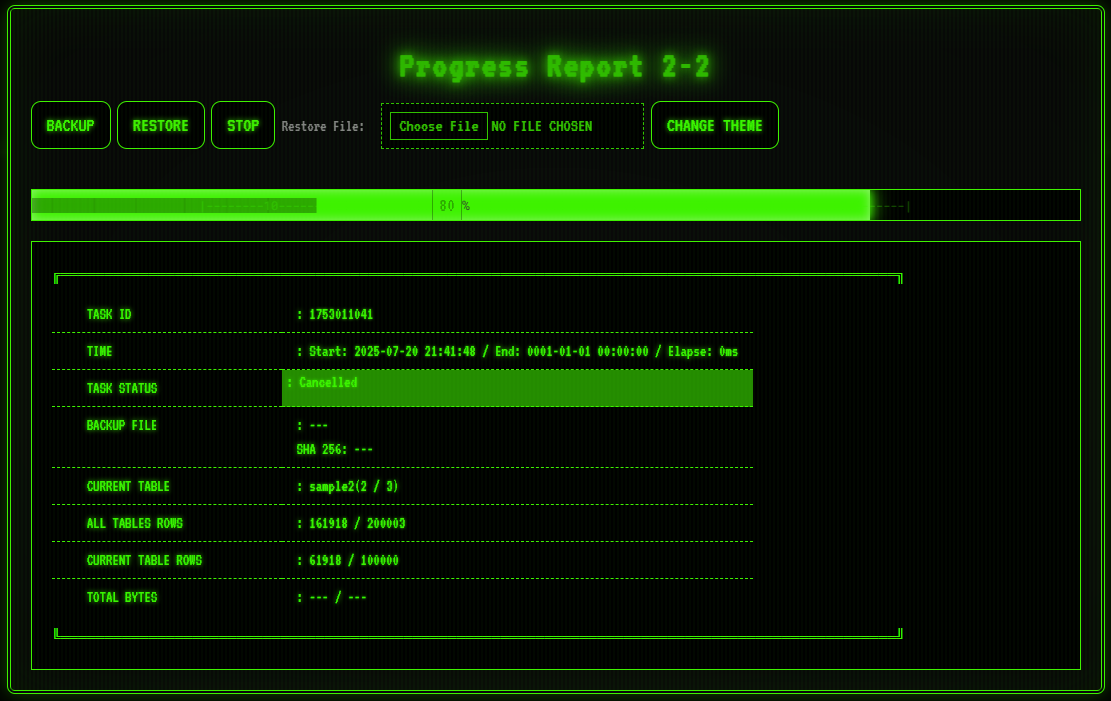 Progress Report 2-2
BACKUP RESTORE STOP Restore File: Choose File NO FILE CHOSEN CHANGE THEME
80 %
TASK ID : 1753011041
TIME : Start: 2025-07-20 21:41:48 / End: 0001-01-01 00:00:00 / Elapse: 0ms
TASK STATUS : Cancelled
BACKUP FILE : ---
SHA 256: ---
CURRENT TABLE : sample2(2 / 3)
ALL TABLES ROWS : 161918 / 200003
CURRENT TABLE ROWS : 61918 / 100000
TOTAL BYTES : --- / ---